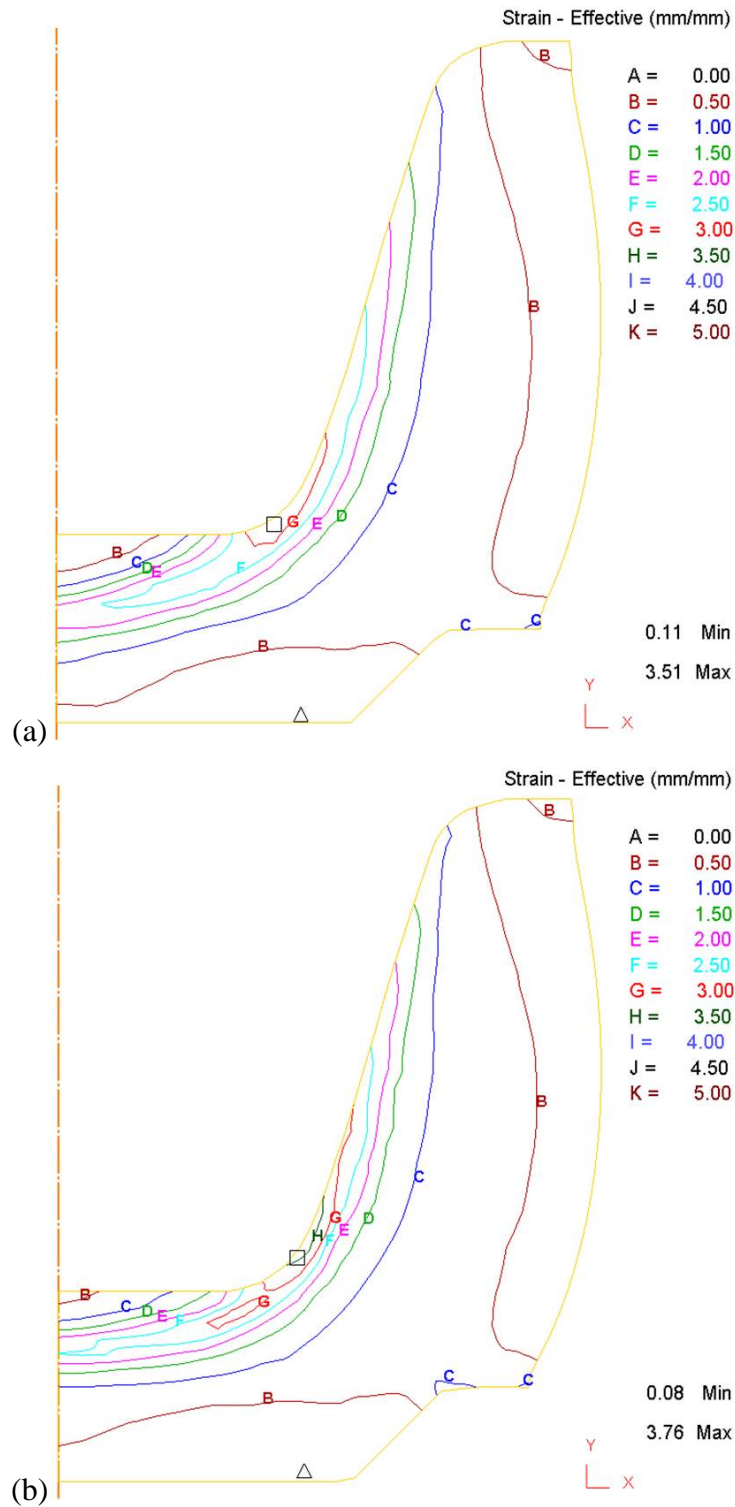 Strain - Effective (mm/mm)
B
A = 0.00
B = 0.50
C = 1.00
D = 1.50
E = 2.00
F = 2.50
G = 3.00
H = 3.50
I = 4.00
J = 4.50
K = 5.00
B
C
G
E
D
B
C
D
E
F
C
C
B
0.11 Min
3.51 Max
Y
X
(a)
Strain - Effective (mm/mm)
B
A = 0.00
B = 0.50
C = 1.00
D = 1.50
E = 2.00
F = 2.50
G = 3.00
H = 3.50
I = 4.00
J = 4.50
K = 5.00
B
C
G
D
E
H
F
B
C
D
E
F
G
C
C
B
0.08 Min
3.76 Max
Y
X
(b)